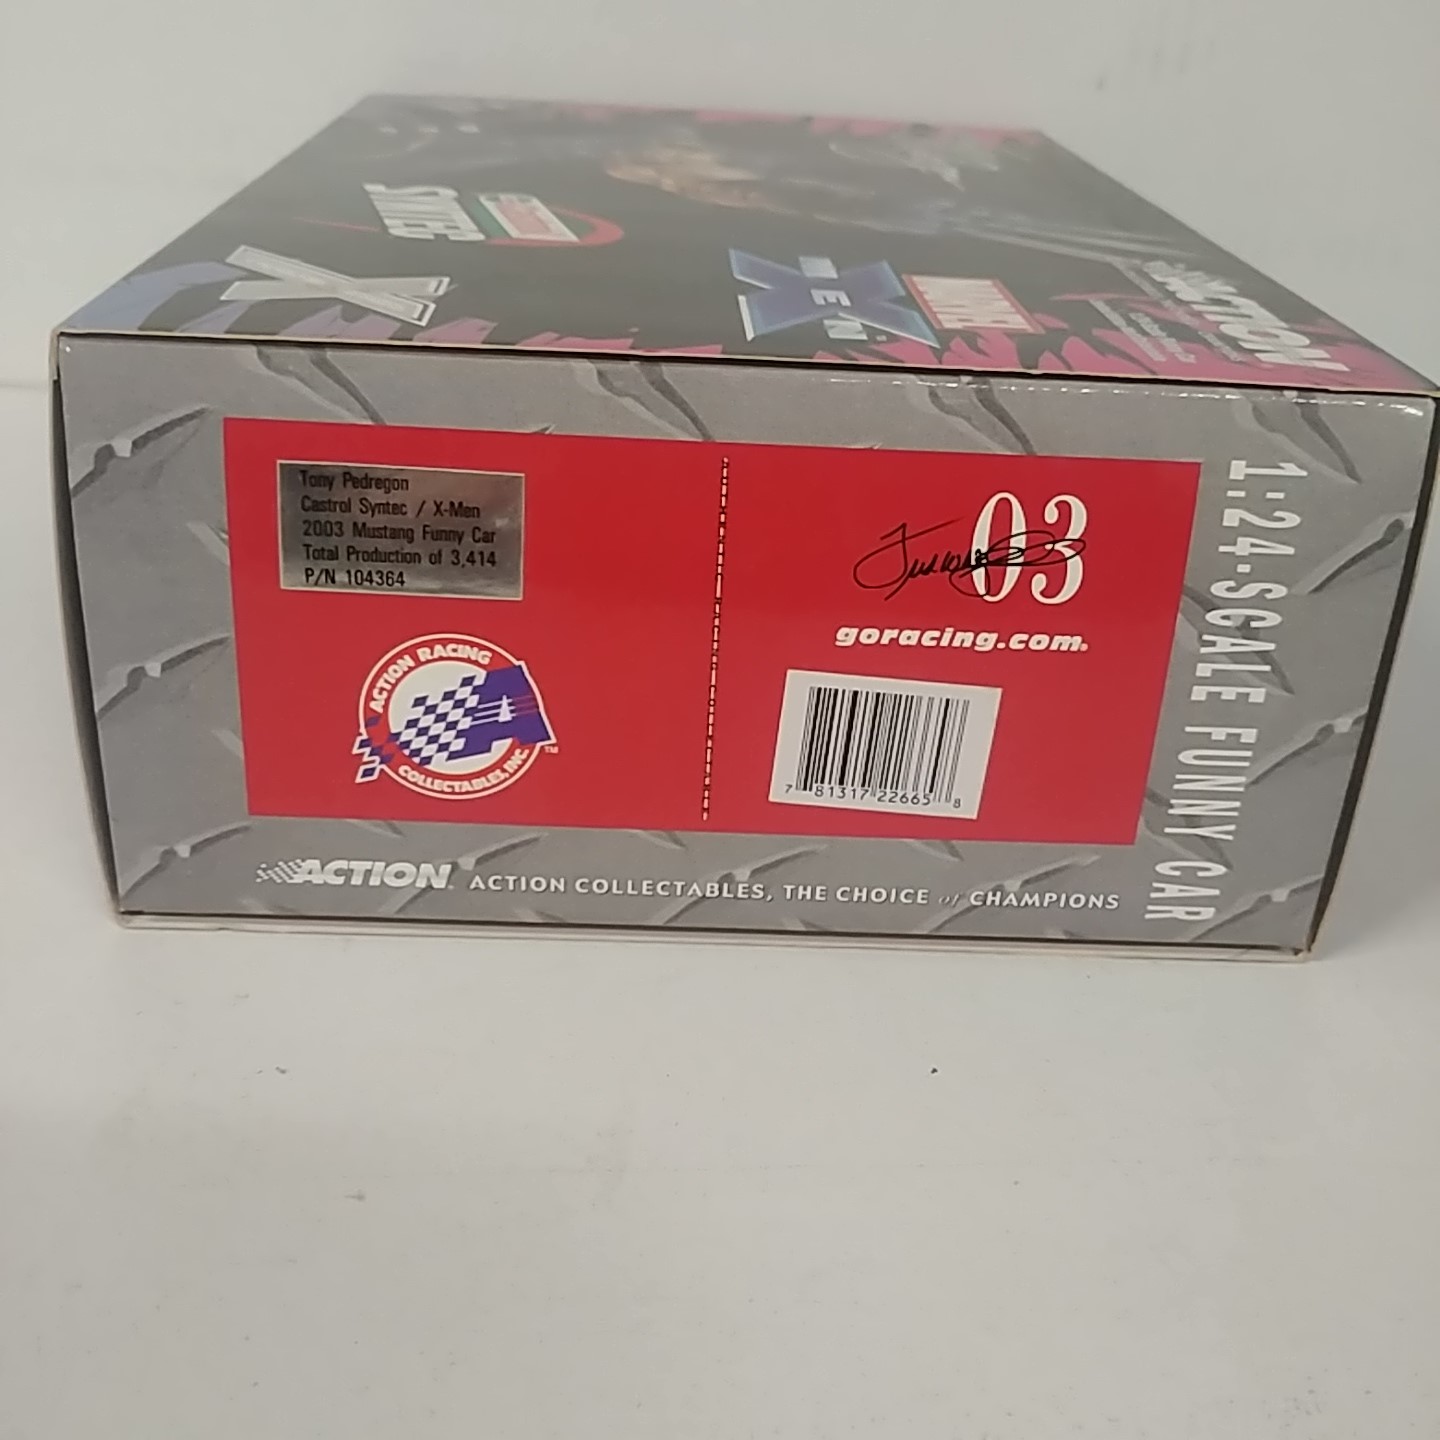 Castrol
SYNTEC
X
X-MEN
MARVEL
ACTION
Tony Pedregon
Castrol Syntec / X-Men
2003 Mustang Funny Car
Total Production of 3,414
P/N 104364
ACTION RACING
COLLECTABLES, INC.
TM
03
goracing.com®
7 81317 22665 8
1:24-SCALE FUNNY CAR
ACTION
ACTION COLLECTABLES, THE CHOICE of CHAMPIONS